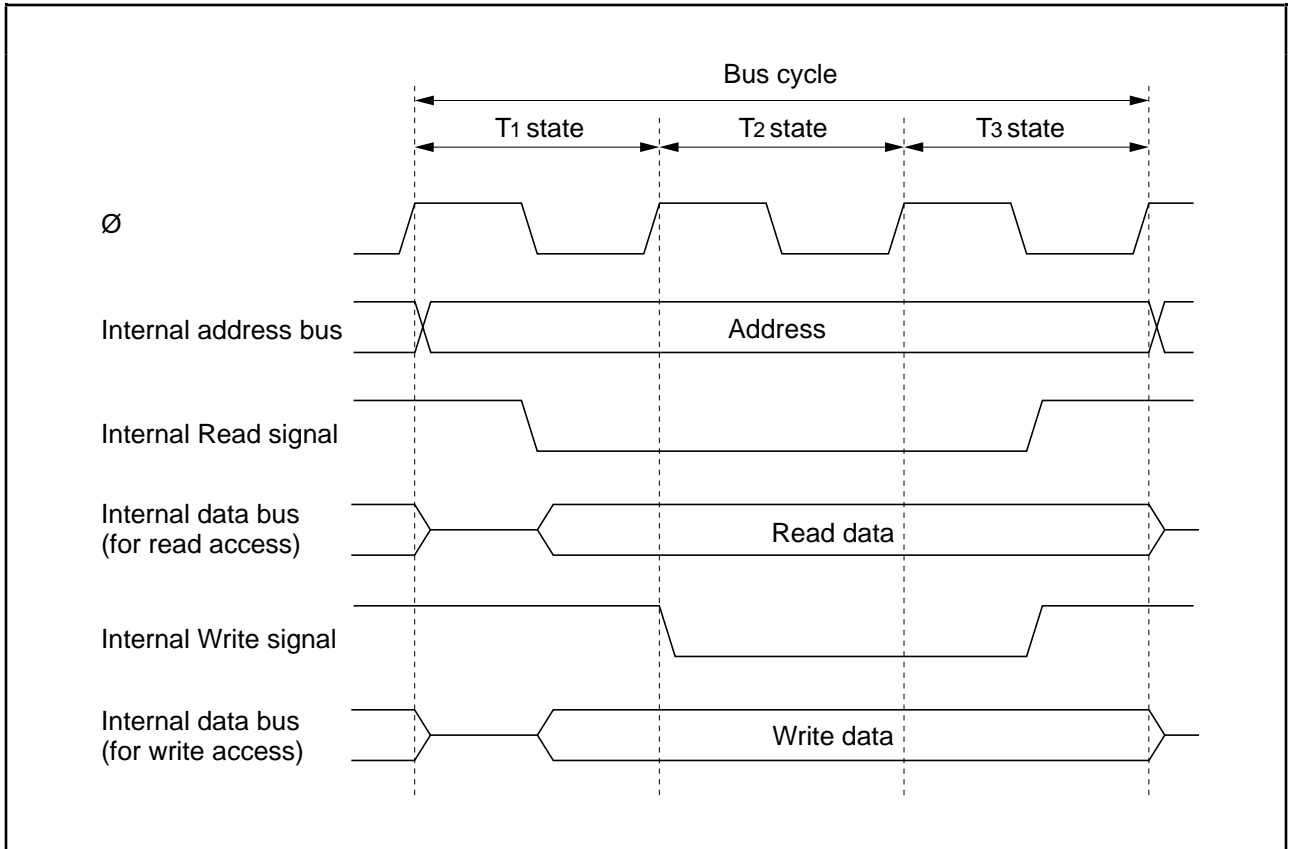 Bus cycle
T1 state T2 state T3 state
Ø
Internal address bus Address
Internal Read signal
Internal data bus
(for read access) Read data
Internal Write signal
Internal data bus
(for write access) Write data